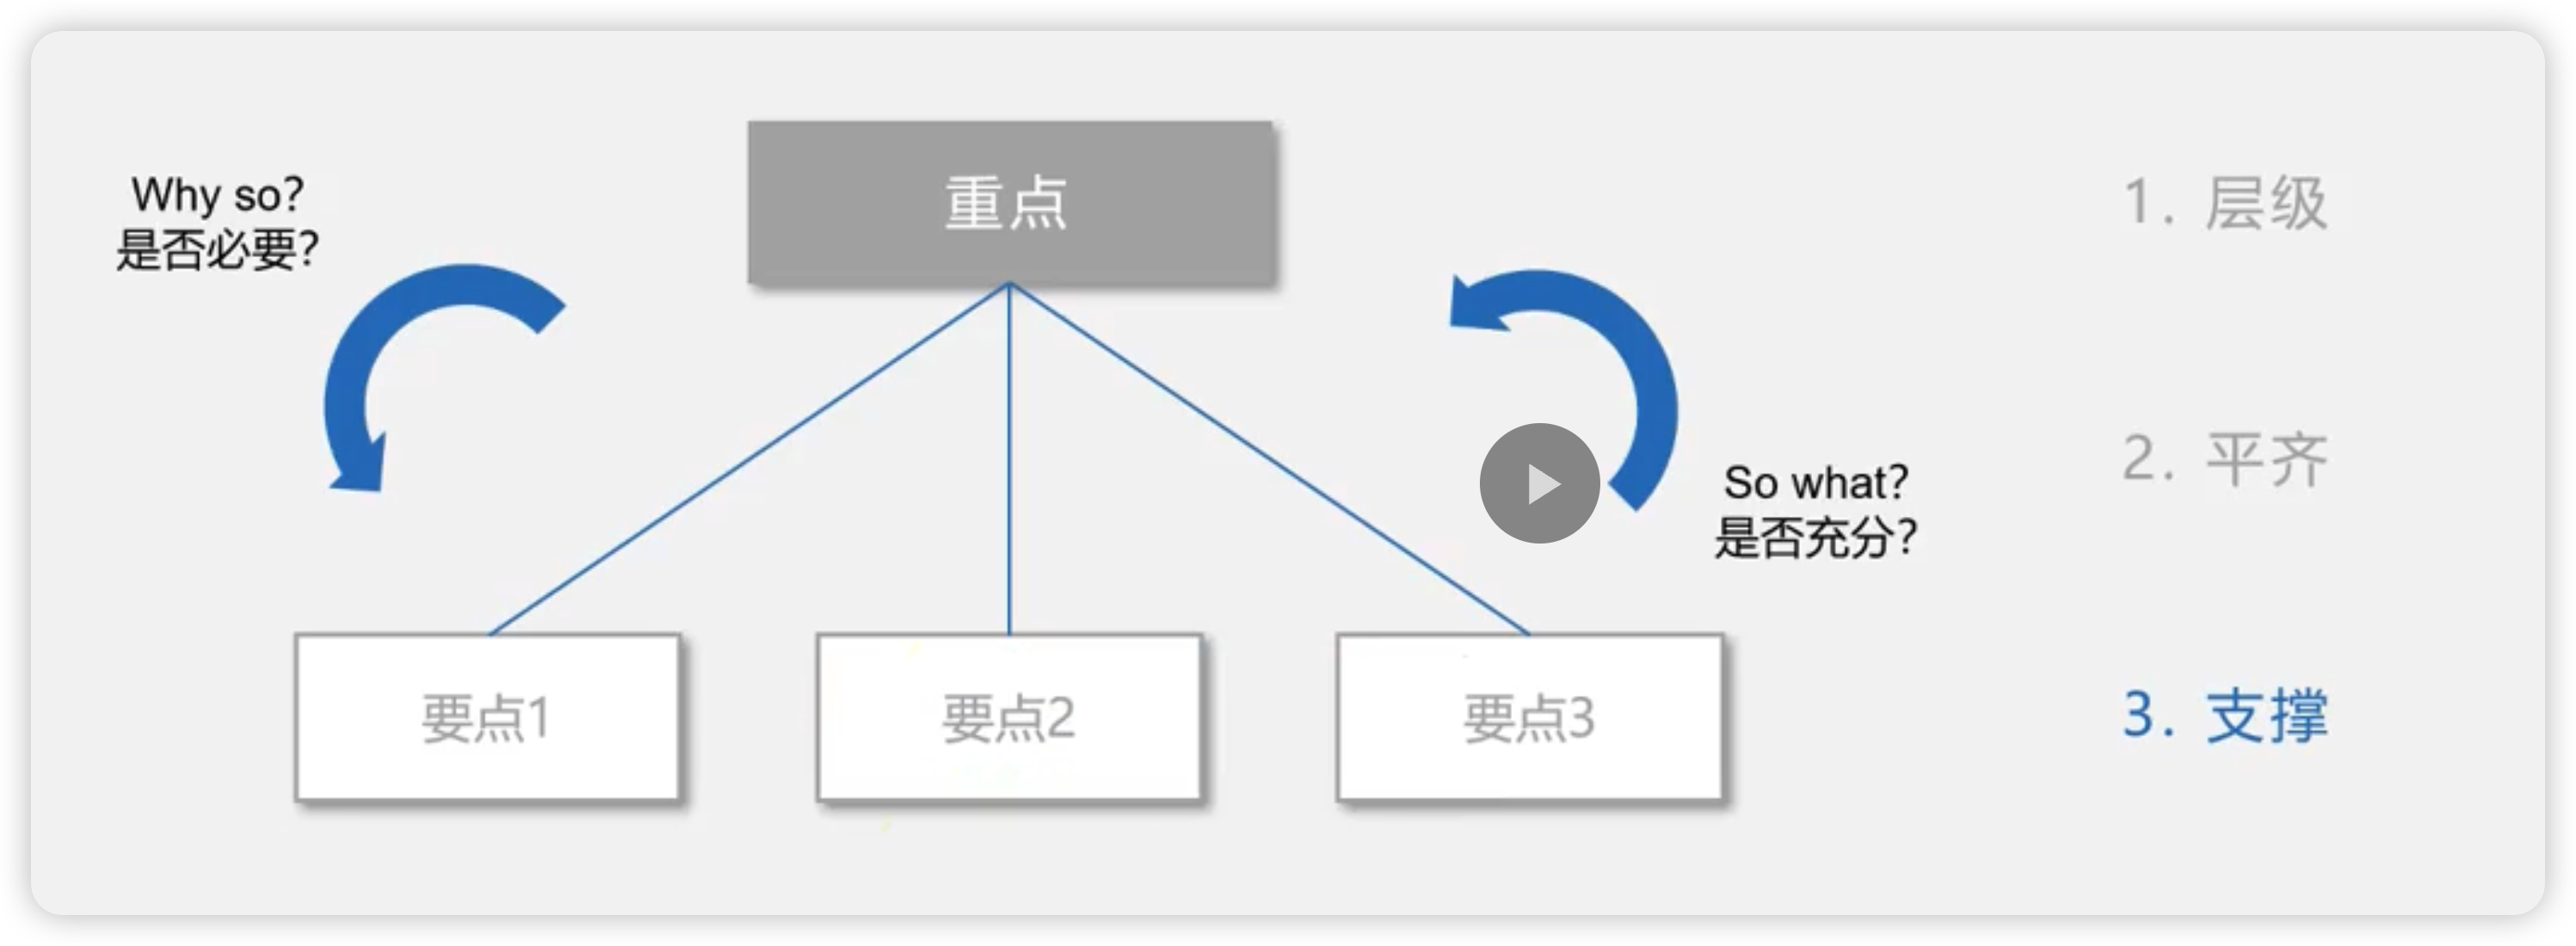 Why so?
是否必要?
重点
So what?
是否充分?
要点1
要点2
要点3
1. 层级
2. 平齐
3. 支撑